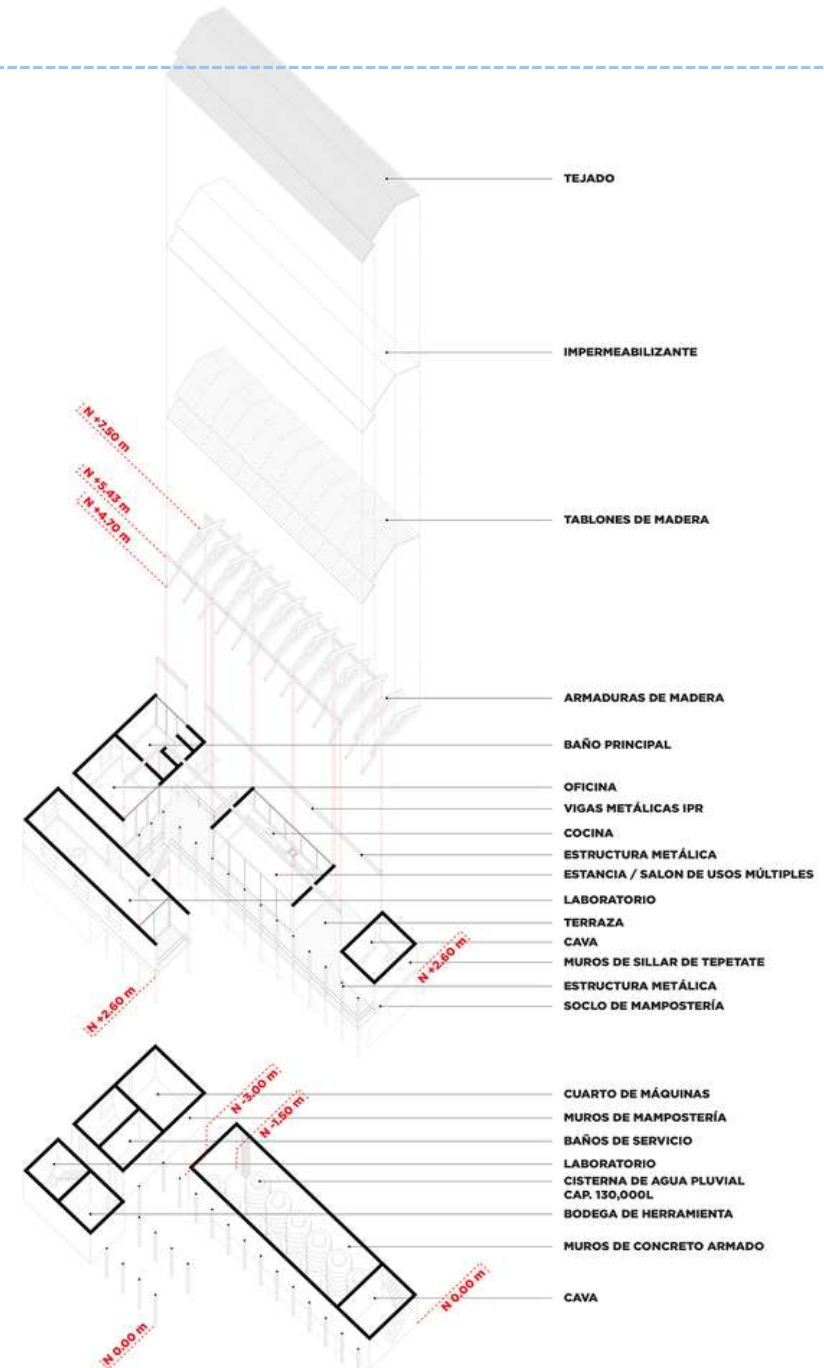 TEJADO
IMPERMEABILIZANTE
N +7.50 m
N +5.43 m
N +4.70 m
TABLONES DE MADERA
ARMADURAS DE MADERA
BAÑO PRINCIPAL
OFICINA
VIGAS METÁLICAS IPR
COCINA
ESTRUCTURA METÁLICA
ESTANCIA / SALON DE USOS MÚLTIPLES
LABORATORIO
TERRAZA
CAVA
MUROS DE SILLAR DE TEPETATE
N +2.60 m
ESTRUCTURA METÁLICA
SOCLO DE MAMPOSTERÍA
N +2.60 m
CUARTO DE MÁQUINAS
N -3.00 m
MUROS DE MAMPOSTERÍA
N -1.50 m
BAÑOS DE SERVICIO
LABORATORIO
CISTERNA DE AGUA PLUVIAL
CAP. 130,000L
BODEGA DE HERRAMIENTA
MUROS DE CONCRETO ARMADO
CAVA
N 0.00 m
N 0.00 m